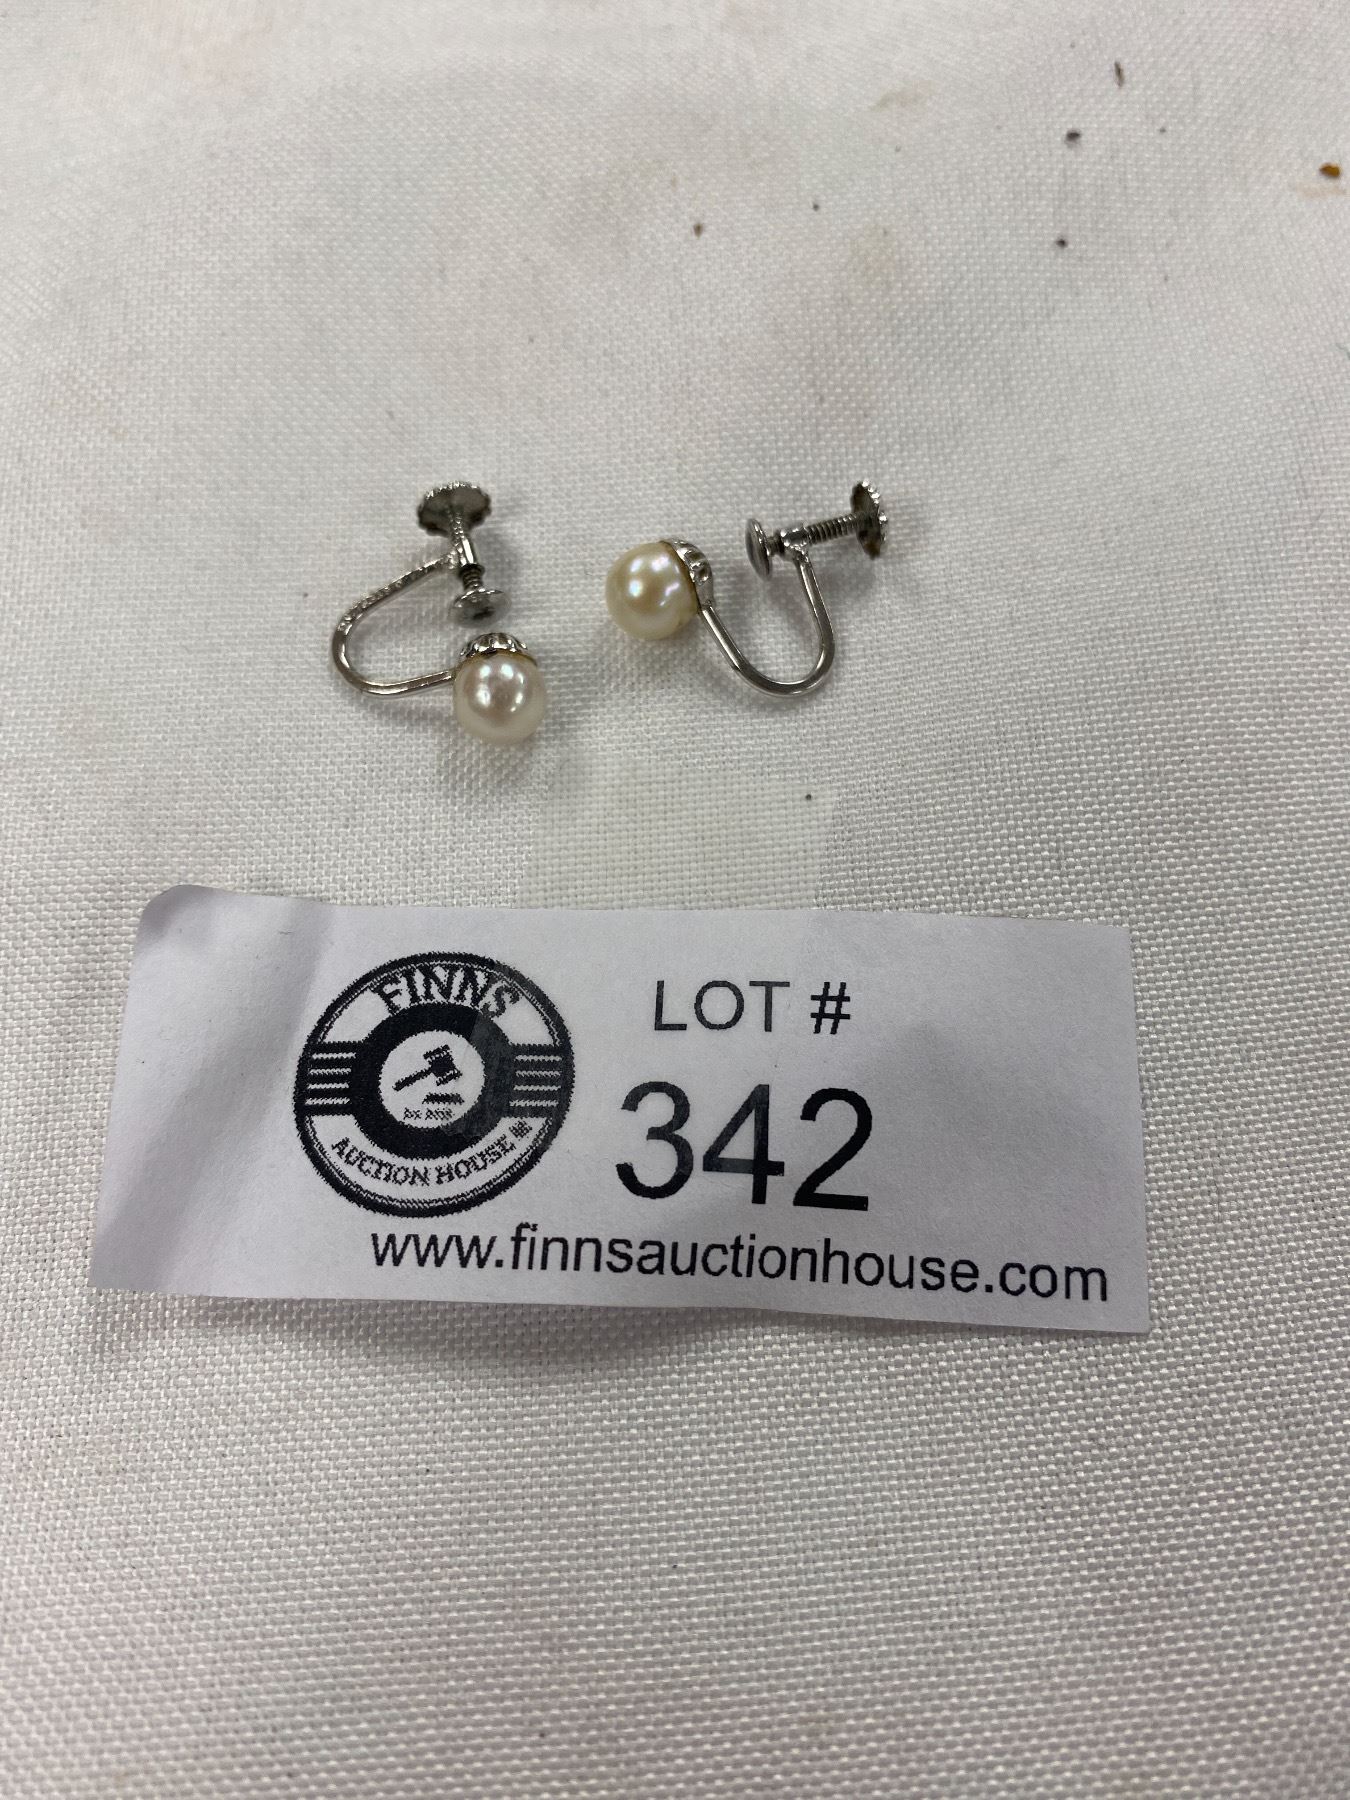 FINNS
AUCTION HOUSE
LOT #
342
www.finnsauctionhouse.com